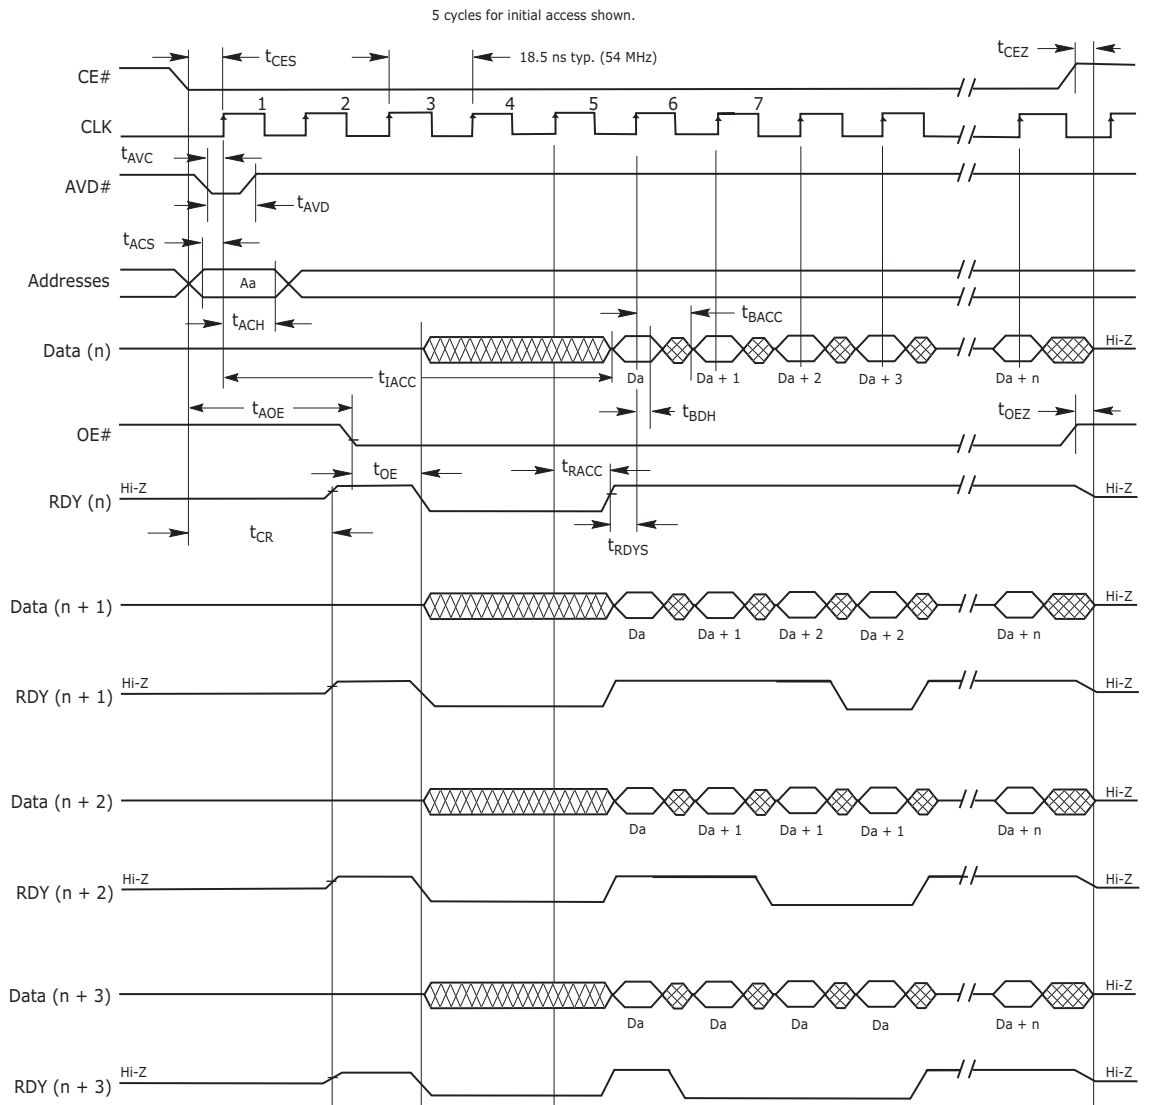 5 cycles for initial access shown.
tCES
18.5 ns typ. (54 MHz)
tCEZ
CE#
1 2 3 4 5 6 7
CLK
tAVC
AVD#
tAVD
tACS
Addresses
Aa
tACH
tBACC
Data (n)
Hi-Z
Da Da + 1 Da + 2 Da + 3 Da + n
tIACC
tAOE
tBDH
tOEZ
OE#
tOE
tRACC
RDY (n)
Hi-Z
Hi-Z
tCR
tRDYS
Data (n + 1)
Hi-Z
Da Da + 1 Da + 2 Da + 2 Da + n
RDY (n + 1)
Hi-Z
Hi-Z
Data (n + 2)
Hi-Z
Da Da + 1 Da + 1 Da + 1 Da + n
RDY (n + 2)
Hi-Z
Hi-Z
Data (n + 3)
Hi-Z
Da Da Da Da Da + n
RDY (n + 3)
Hi-Z
Hi-Z